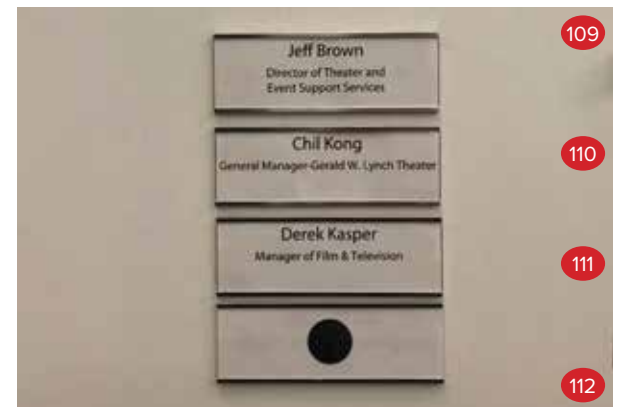 109
Jeff Brown
Director of Theater and
Event Support Services
Chil Kong
110
General Manager-Gerald W. Lynch Theater
Derek Kasper
Manager of Film & Television
111
112